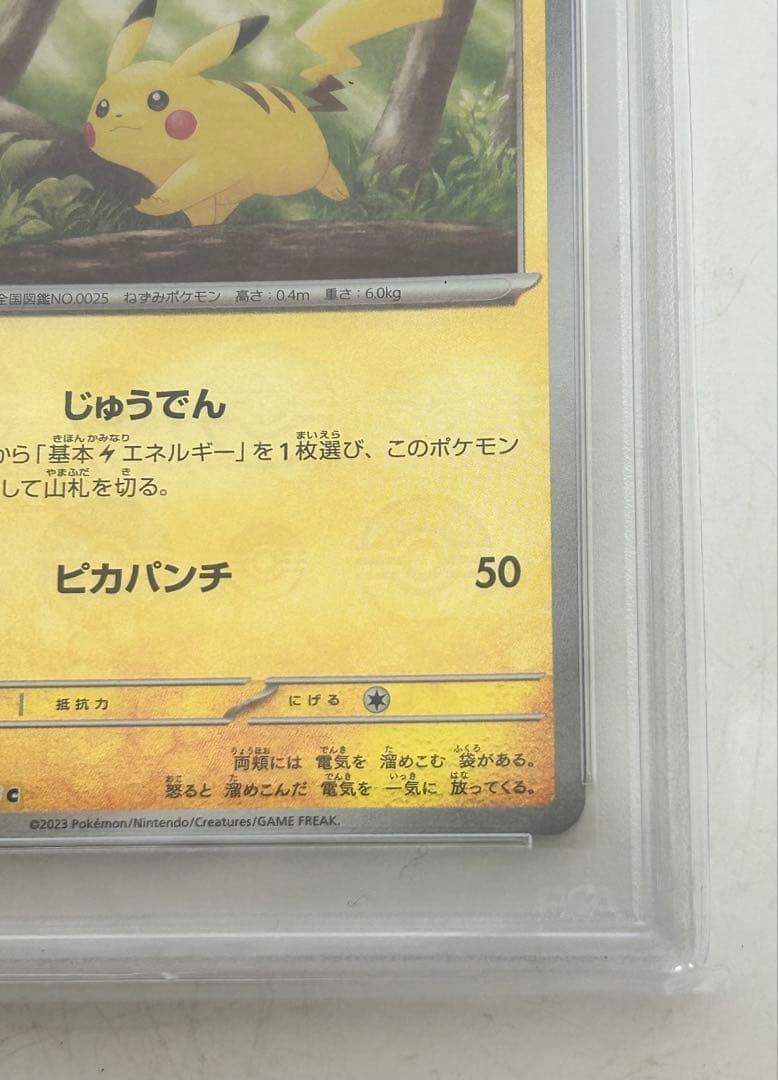 全国図鑑NO.0025 ねずみポケモン 高さ:0.4m 重さ:6.0kg
じゅうでん
から「基本エネルギー」を1枚選び、このポケモン
して山札を切る。
ピカパンチ 50
抵抗力 にげる
両頬には 電気を 溜めこむ 袋がある。
怒ると 溜めこんだ 電気を 一気に 放ってくる。
C
©2023 Pokémon/Nintendo/Creatures/GAME FREAK.
PSA